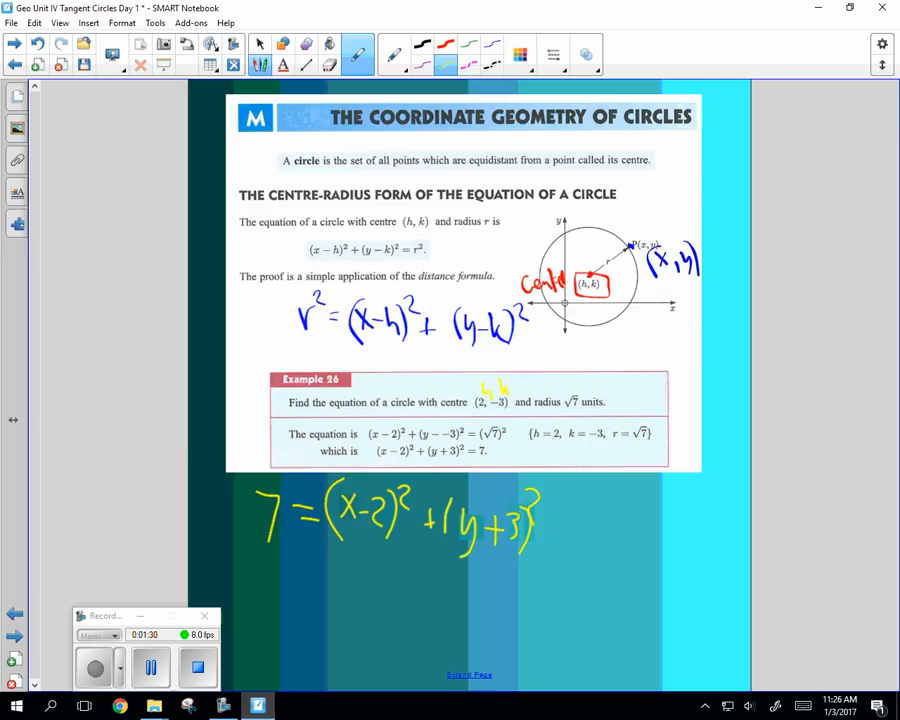 Geo Unit IV Tangent Circles Day 1 * - SMART Notebook
File Edit View Insert Format Tools Add-ons Help
M THE COORDINATE GEOMETRY OF CIRCLES
A circle is the set of all points which are equidistant from a point called its centre.
THE CENTRE-RADIUS FORM OF THE EQUATION OF A CIRCLE
The equation of a circle with centre (h, k) and radius r is
(x − h)² + (y − k)² = r².
The proof is a simple application of the distance formula.
y
P(x, y)
(x, y)
r
Cente
(h, k)
x
r² = (x-h)² + (y-k)²
Example 26
h k
Find the equation of a circle with centre (2, −3) and radius √7 units.
The equation is (x − 2)² + (y − −3)² = (√7)² {h = 2, k = −3, r = √7}
which is (x − 2)² + (y + 3)² = 7.
7 = (x-2)² + (y+3)²
Record...
Menu
0:01:30
8.0 fps
Extend Page
11:26 AM
1/3/2017
1